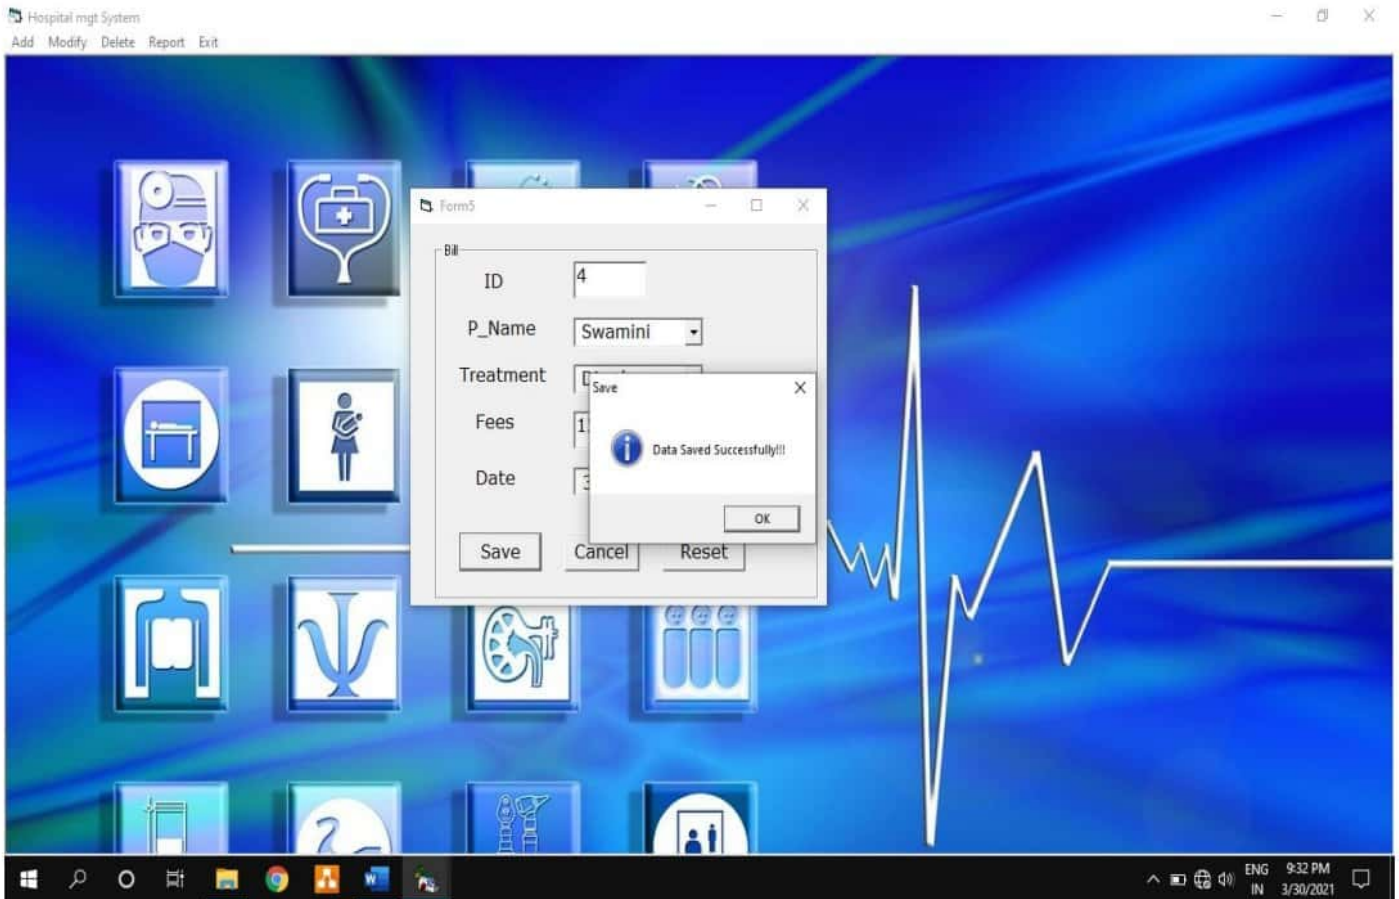 Hospital mgt System
Add Modify Delete Report Exit
Form5
Bill
ID 4
P_Name Swamini
Treatment
Fees
Date
Save
Data Saved Successfully!!!
OK
Save Cancel Reset
ENG 9:32 PM
IN 3/30/2021